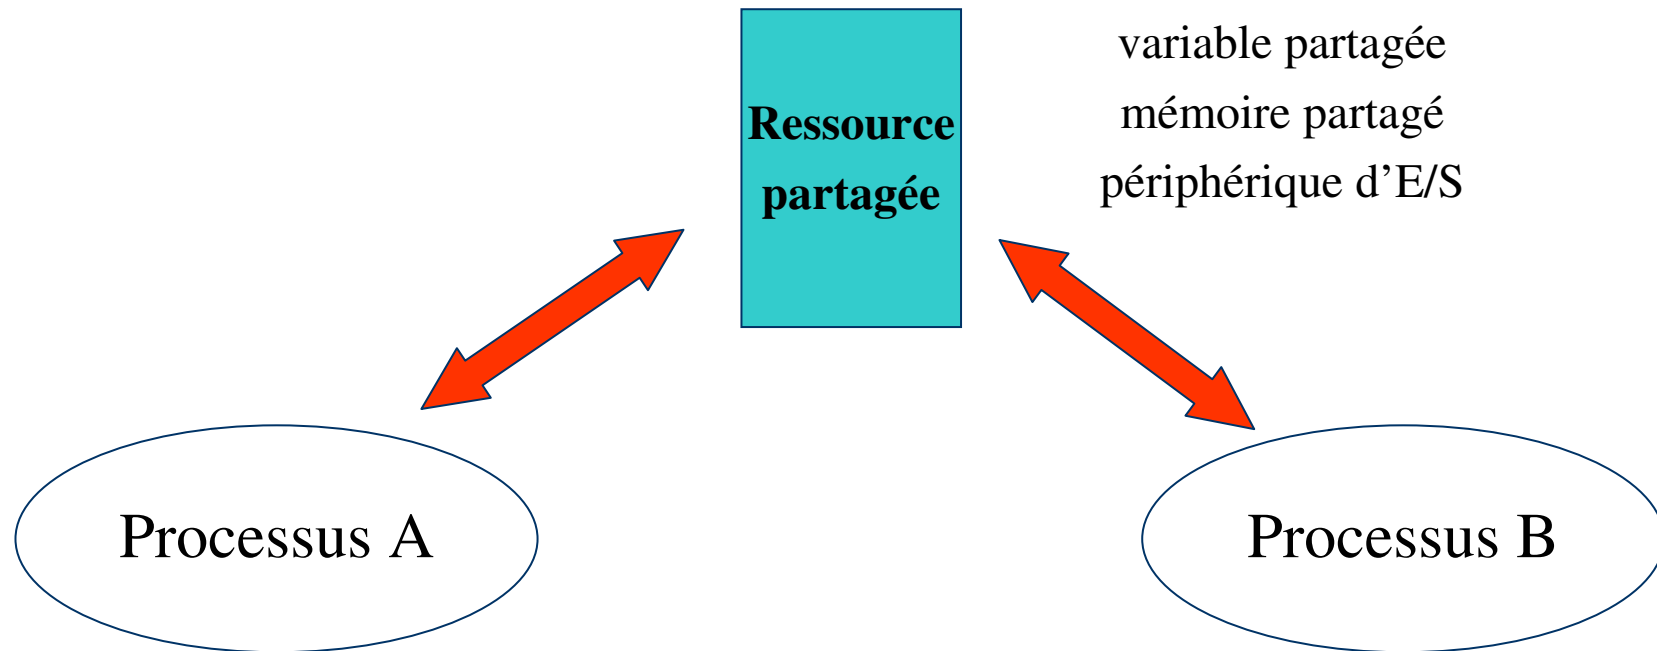 Ressource
partagée
variable partagée
mémoire partagé
périphérique d’E/S
Processus A
Processus B